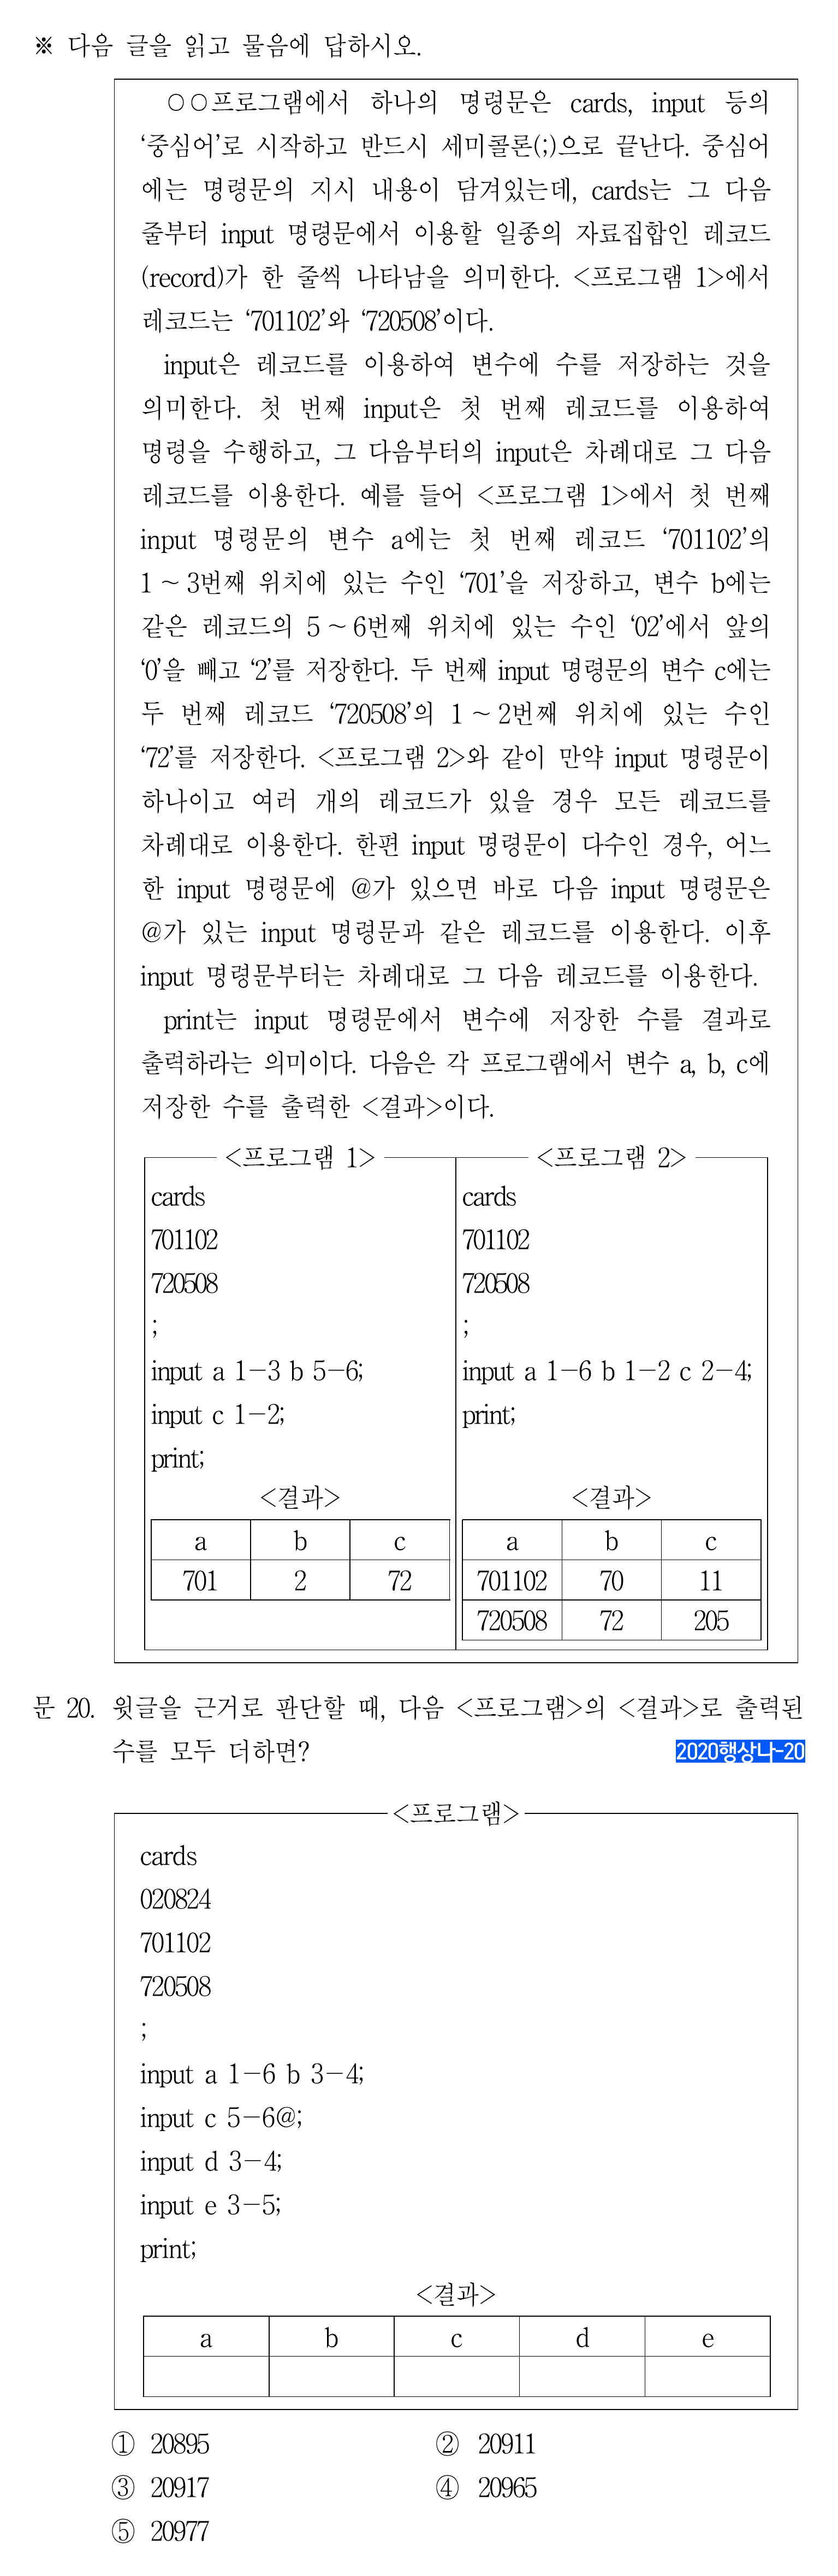 ※ 다음 글을 읽고 물음에 답하시오.
○○프로그램에서 하나의 명령문은 cards, input 등의
‘중심어’로 시작하고 반드시 세미콜론(;)으로 끝난다. 중심어
에는 명령문의 지시 내용이 담겨있는데, cards는 그 다음
줄부터 input 명령문에서 이용할 일종의 자료집합인 레코드
(record)가 한 줄씩 나타남을 의미한다. <프로그램 1>에서
레코드는 ‘701102’와 ‘720508’이다.
input은 레코드를 이용하여 변수에 수를 저장하는 것을
의미한다. 첫 번째 input은 첫 번째 레코드를 이용하여
명령을 수행하고, 그 다음부터의 input은 차례대로 그 다음
레코드를 이용한다. 예를 들어 <프로그램 1>에서 첫 번째
input 명령문의 변수 a에는 첫 번째 레코드 ‘701102’의
1 ~ 3번째 위치에 있는 수인 ‘701’을 저장하고, 변수 b에는
같은 레코드의 5 ~ 6번째 위치에 있는 수인 ‘02’에서 앞의
‘0’을 빼고 ‘2’를 저장한다. 두 번째 input 명령문의 변수 c에는
두 번째 레코드 ‘720508’의 1 ~ 2번째 위치에 있는 수인
‘72’를 저장한다. <프로그램 2>와 같이 만약 input 명령문이
하나이고 여러 개의 레코드가 있을 경우 모든 레코드를
차례대로 이용한다. 한편 input 명령문이 다수인 경우, 어느
한 input 명령문에 @가 있으면 바로 다음 input 명령문은
@가 있는 input 명령문과 같은 레코드를 이용한다. 이후
input 명령문부터는 차례대로 그 다음 레코드를 이용한다.
print는 input 명령문에서 변수에 저장한 수를 결과로
출력하라는 의미이다. 다음은 각 프로그램에서 변수 a, b, c에
저장한 수를 출력한 <결과>이다.
<프로그램 1>
cards
701102
720508
;
input a 1-3 b 5-6;
input c 1-2;
print;
<결과>
a b c
701 2 72
<프로그램 2>
cards
701102
720508
;
input a 1-6 b 1-2 c 2-4;
print;
<결과>
a b c
701102 70 11
720508 72 205
문 20. 윗글을 근거로 판단할 때, 다음 <프로그램>의 <결과>로 출력된
수를 모두 더하면? 2020행상나-20
<프로그램>
cards
020824
701102
720508
;
input a 1-6 b 3-4;
input c 5-6@;
input d 3-4;
input e 3-5;
print;
<결과>
a b c d e
① 20895 ② 20911
③ 20917 ④ 20965
⑤ 20977